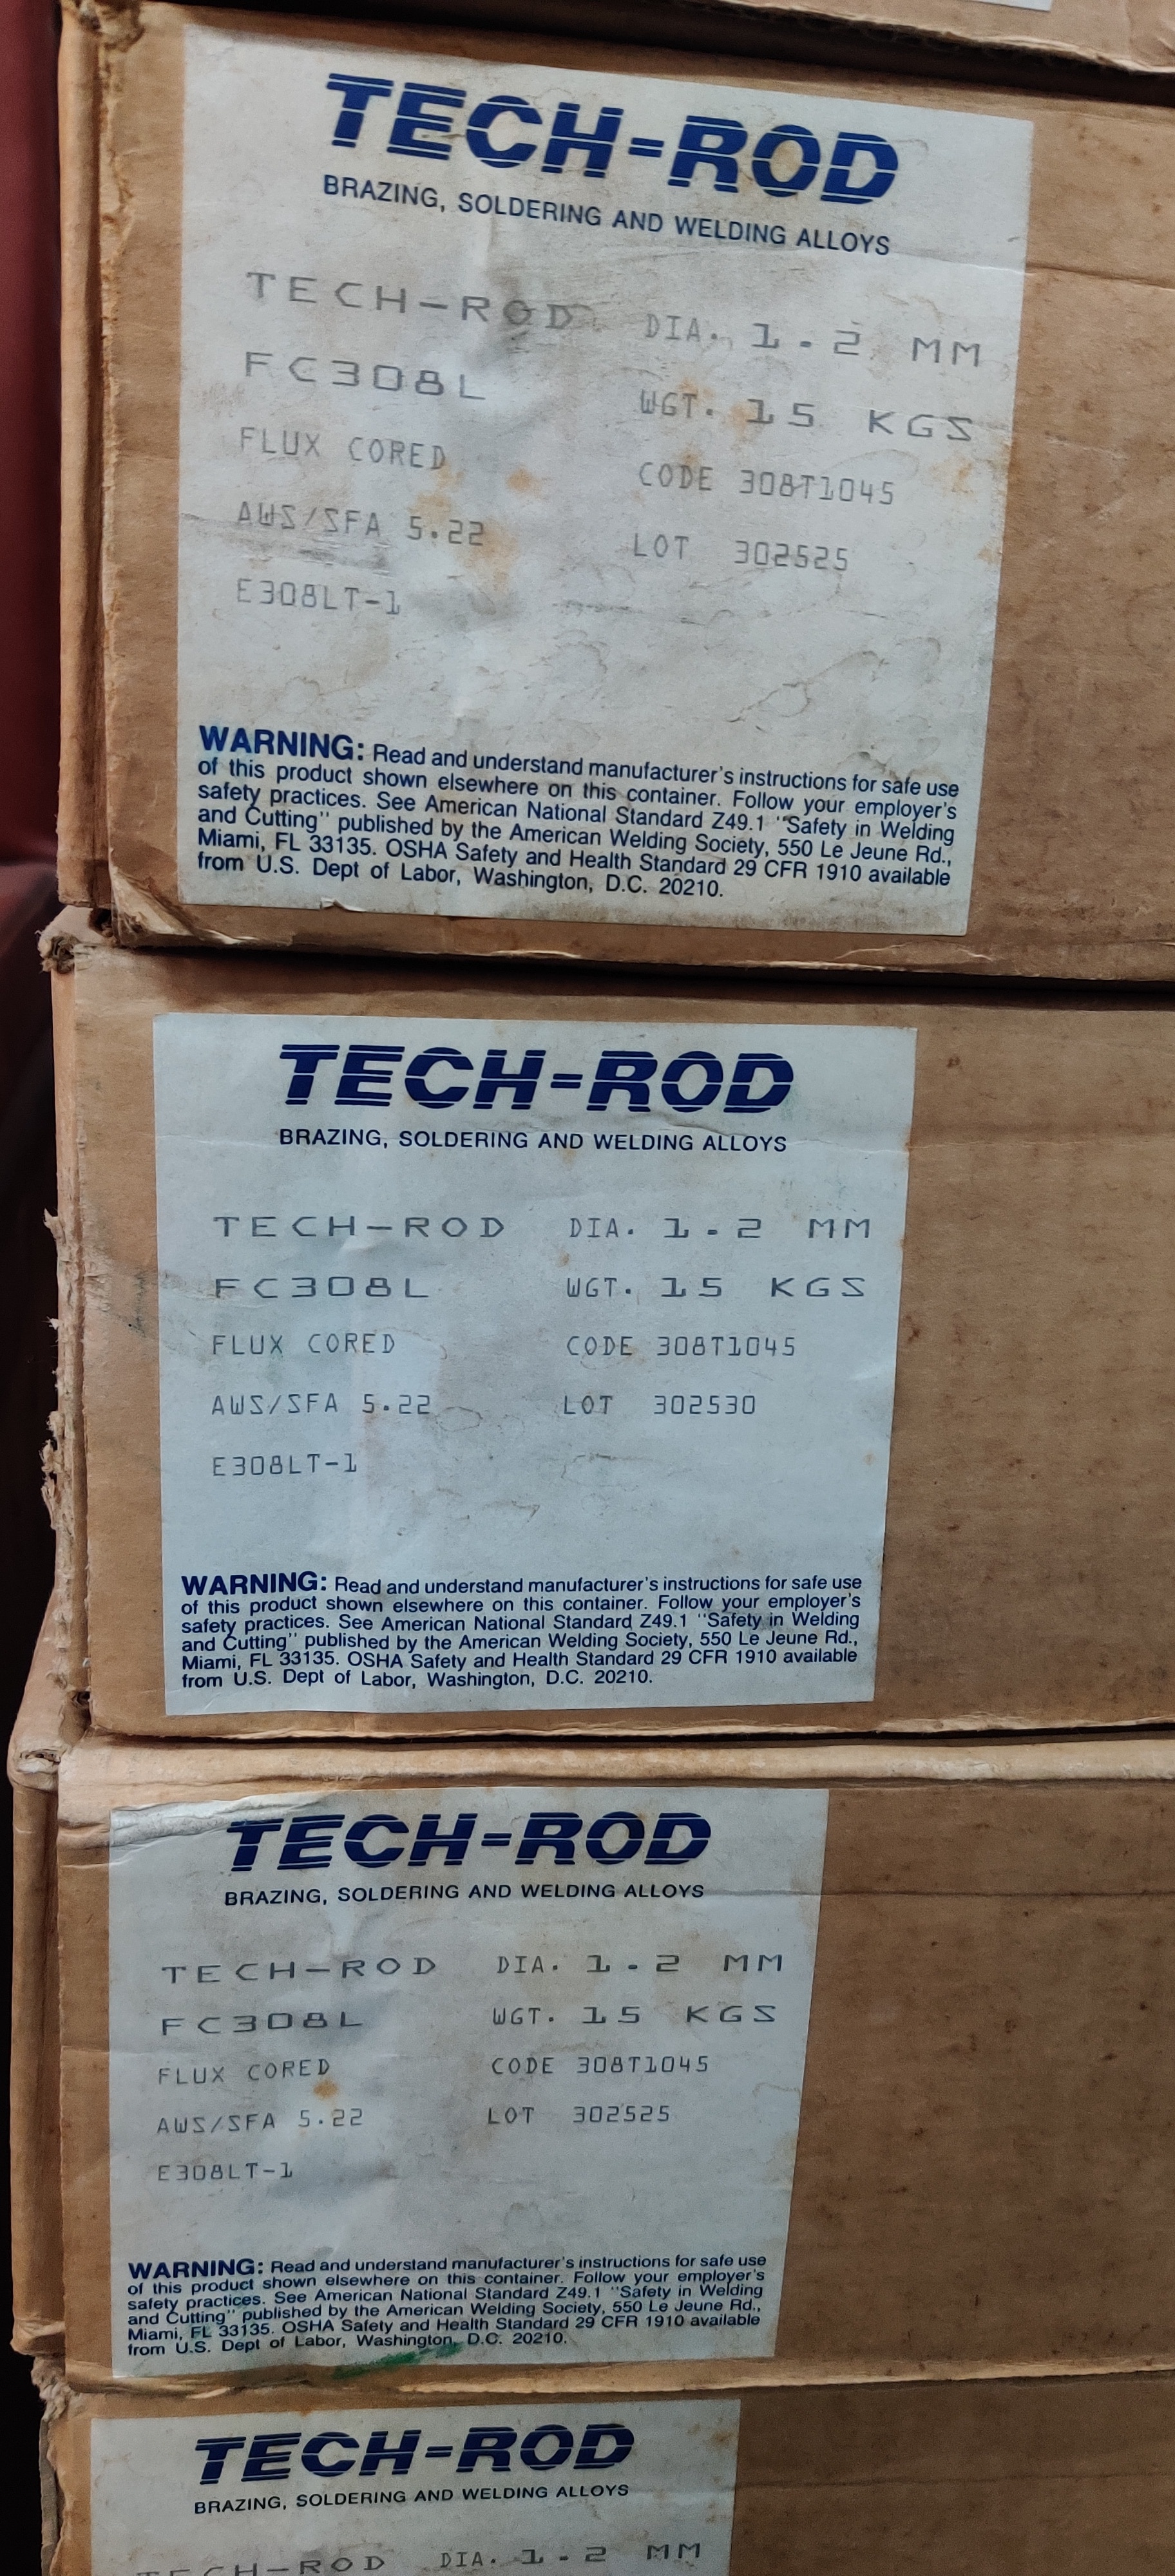 TECH-ROD
BRAZING, SOLDERING AND WELDING ALLOYS
TECH-ROD DIA. 1.2 MM
FC308L WGT. 15 KGS
FLUX CORED CODE 308T1045
AWS/SFA 5.22 LOT 302525
E308LT-1
WARNING: Read and understand manufacturer's instructions for safe use
of this product shown elsewhere on this container. Follow your employer's
safety practices. See American National Standard Z49.1 "Safety in Welding
and Cutting" published by the American Welding Society, 550 Le Jeune Rd.,
Miami, FL 33135. OSHA Safety and Health Standard 29 CFR 1910 available
from U.S. Dept of Labor, Washington, D.C. 20210.
TECH-ROD
BRAZING, SOLDERING AND WELDING ALLOYS
TECH-ROD DIA. 1.2 MM
FC308L WGT. 15 KGS
FLUX CORED CODE 308T1045
AWS/SFA 5.22 LOT 302530
E308LT-1
WARNING: Read and understand manufacturer's instructions for safe use
of this product shown elsewhere on this container. Follow your employer's
safety practices. See American National Standard Z49.1 "Safety in Welding
and Cutting" published by the American Welding Society, 550 Le Jeune Rd.,
Miami, FL 33135. OSHA Safety and Health Standard 29 CFR 1910 available
from U.S. Dept of Labor, Washington, D.C. 20210.
TECH-ROD
BRAZING, SOLDERING AND WELDING ALLOYS
TECH-ROD DIA. 1.2 MM
FC308L WGT. 15 KGS
FLUX CORED CODE 308T1045
AWS/SFA 5.22 LOT 302525
E308LT-1
WARNING: Read and understand manufacturer's instructions for safe use
of this product shown elsewhere on this container. Follow your employer's
safety practices. See American National Standard Z49.1 "Safety in Welding
and Cutting" published by the American Welding Society, 550 Le Jeune Rd.,
Miami, FL 33135. OSHA Safety and Health Standard 29 CFR 1910 available
from U.S. Dept of Labor, Washington, D.C. 20210.
TECH-ROD
BRAZING, SOLDERING AND WELDING ALLOYS
TECH-ROD DIA. 1.2 MM